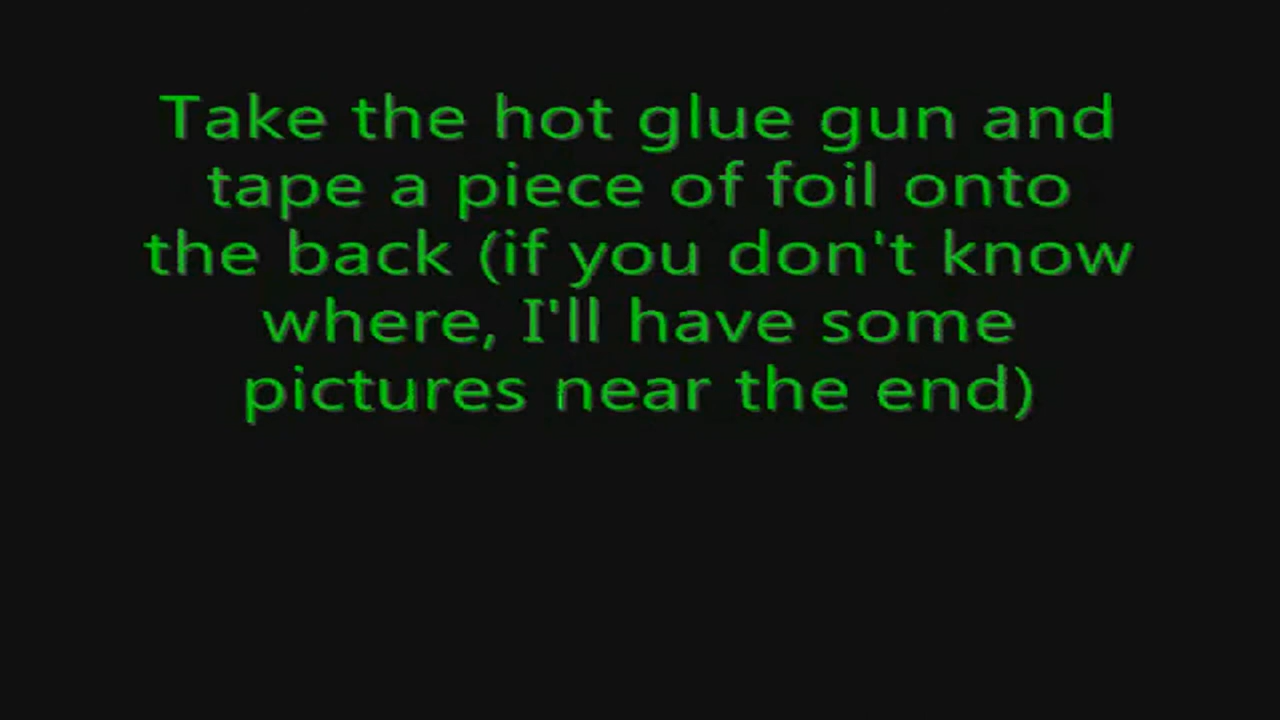 Take the hot glue gun and
tape a piece of foil onto
the back (if you don't know
where, I'll have some
pictures near the end)